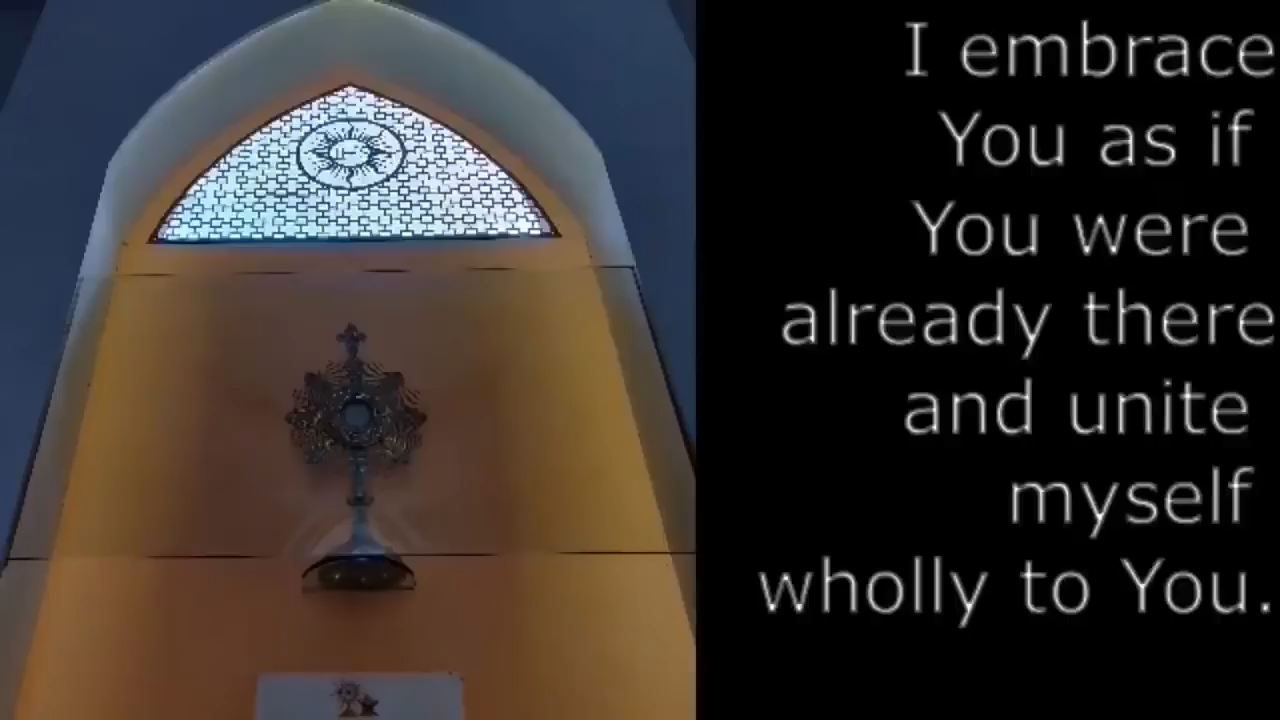 I embrace
You as if
You were
already there
and unite
myself
wholly to You.